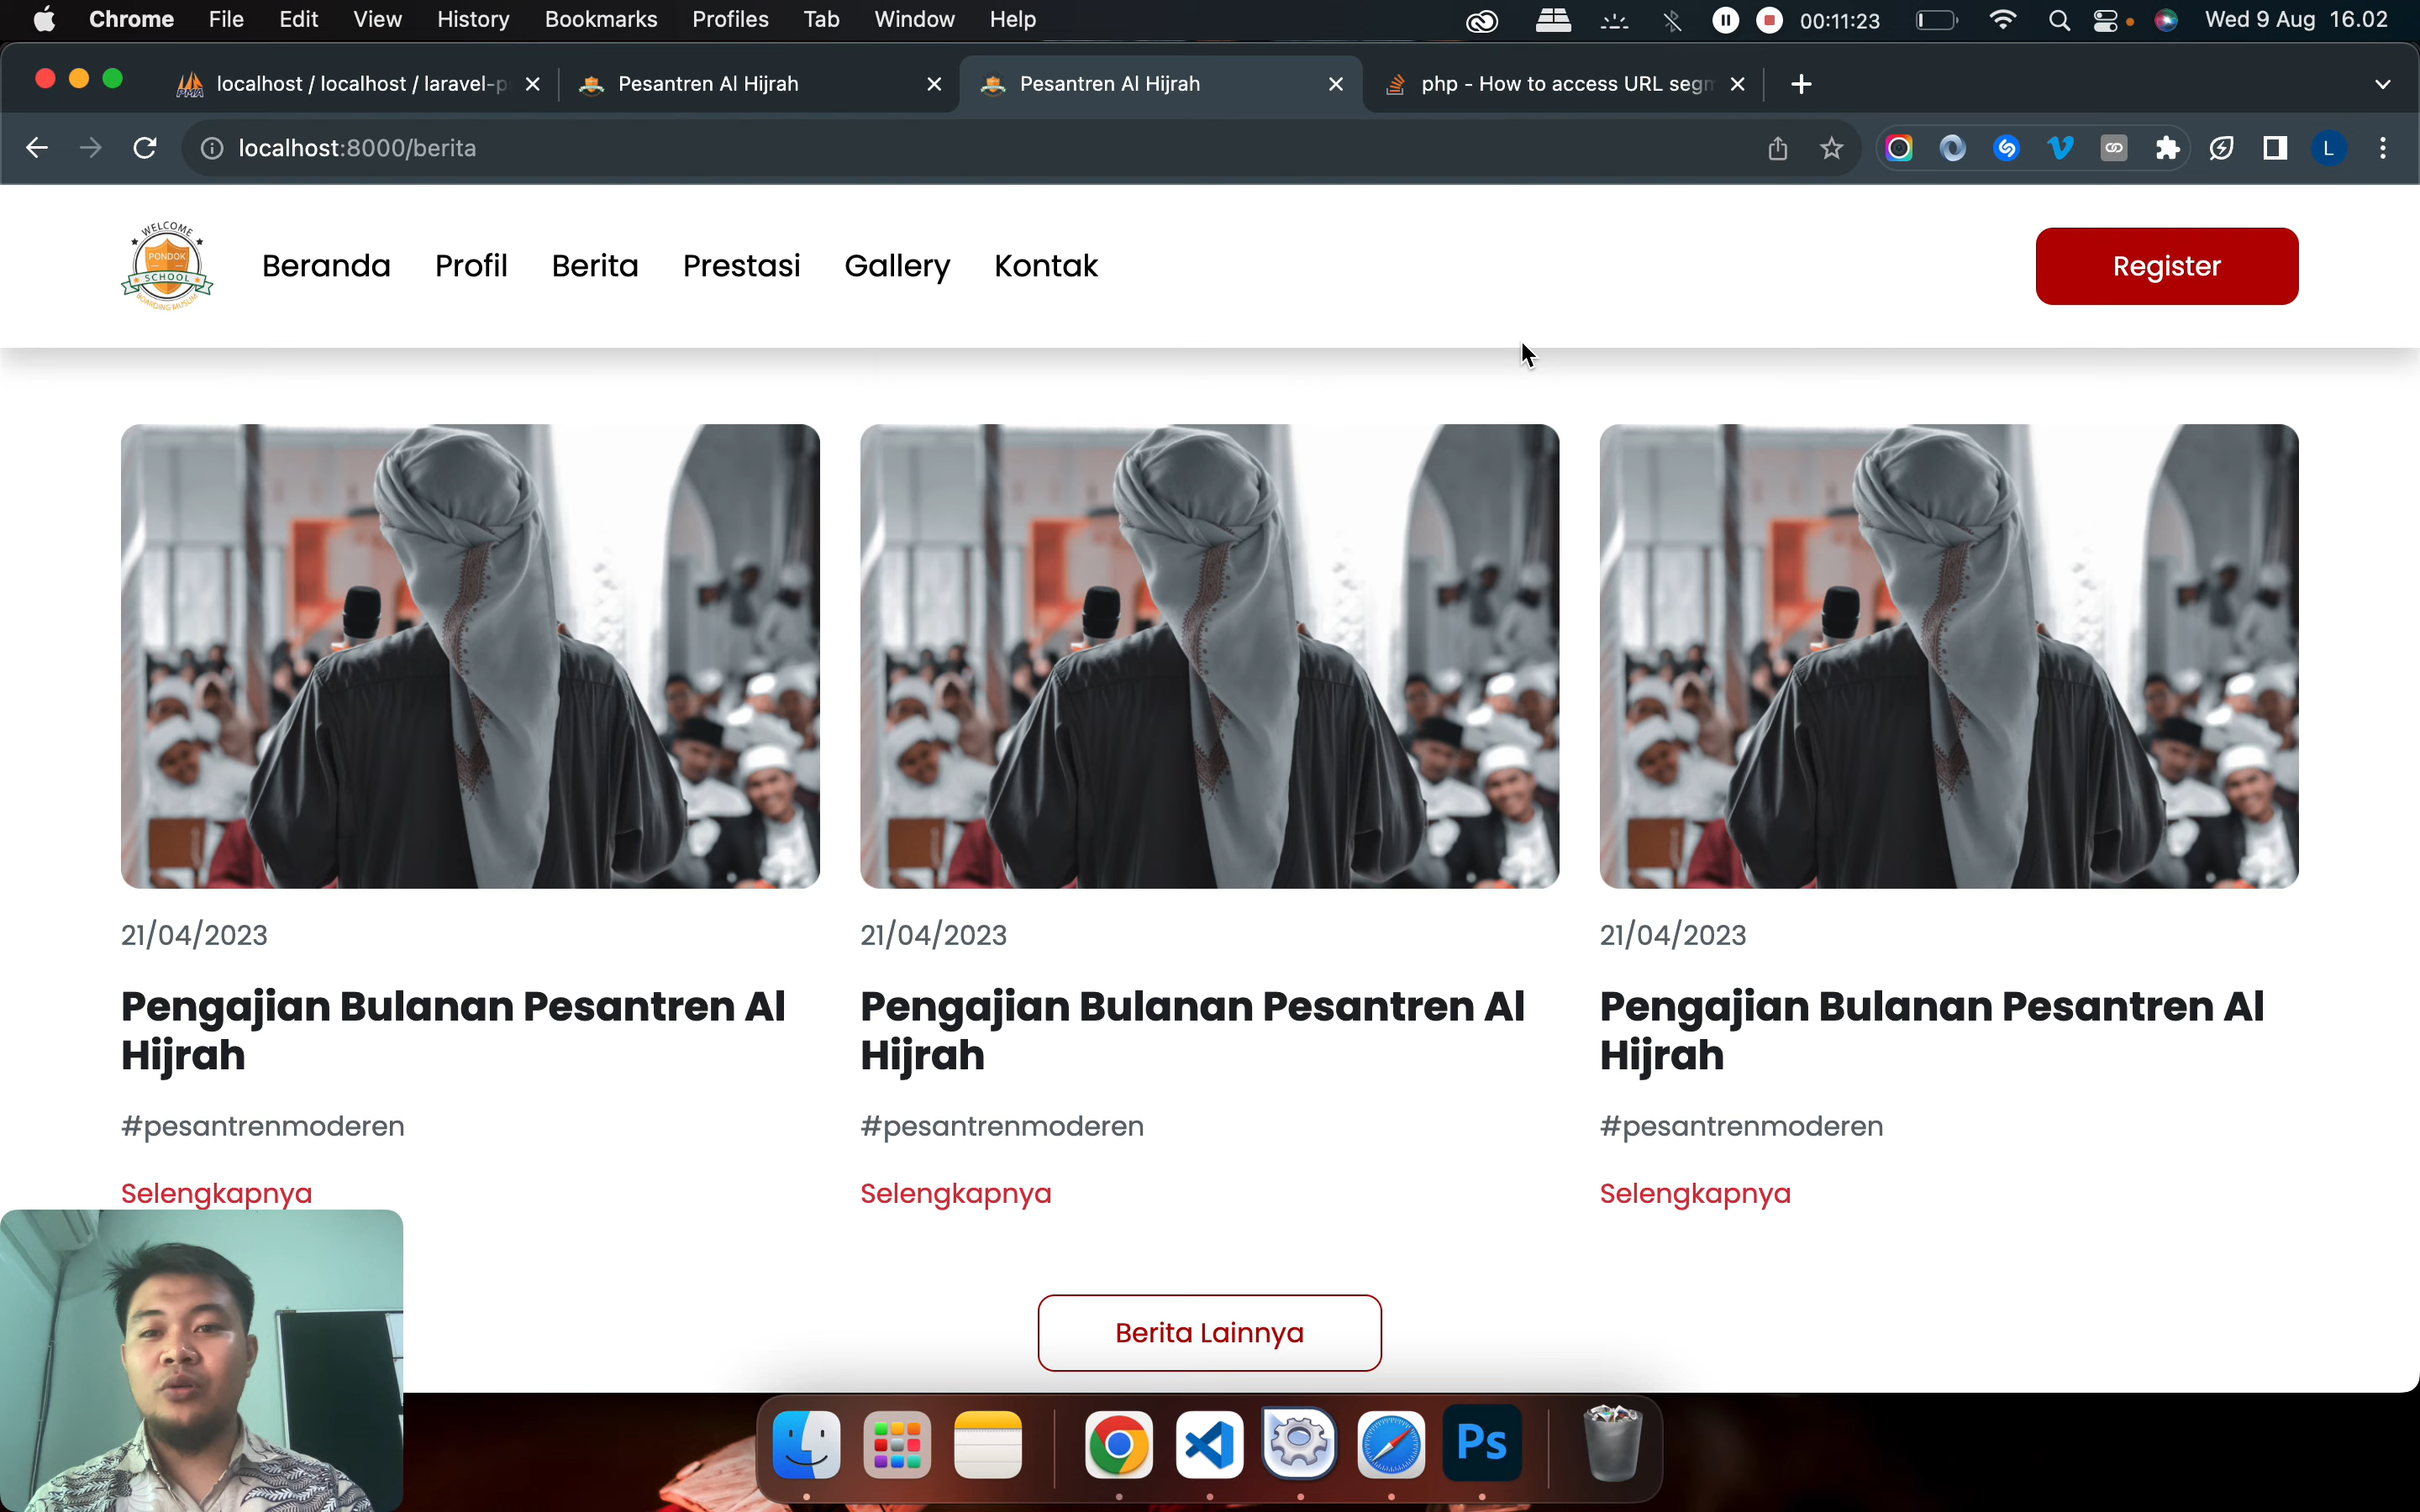 Chrome File Edit View History Bookmarks Profiles Tab Window Help 00:11:23 Wed 9 Aug 16.02
localhost / localhost / laravel-p Pesantren Al Hijrah Pesantren Al Hijrah php - How to access URL segm
localhost:8000/berita L
WELCOME
PONDOK
SCHOOL
BOARDING MUSLIM
Beranda Profil Berita Prestasi Gallery Kontak Register
21/04/2023 21/04/2023 21/04/2023
Pengajian Bulanan Pesantren Al Pengajian Bulanan Pesantren Al Pengajian Bulanan Pesantren Al
Hijrah Hijrah Hijrah
#pesantrenmoderen #pesantrenmoderen #pesantrenmoderen
Selengkapnya Selengkapnya Selengkapnya
Berita Lainnya
Ps